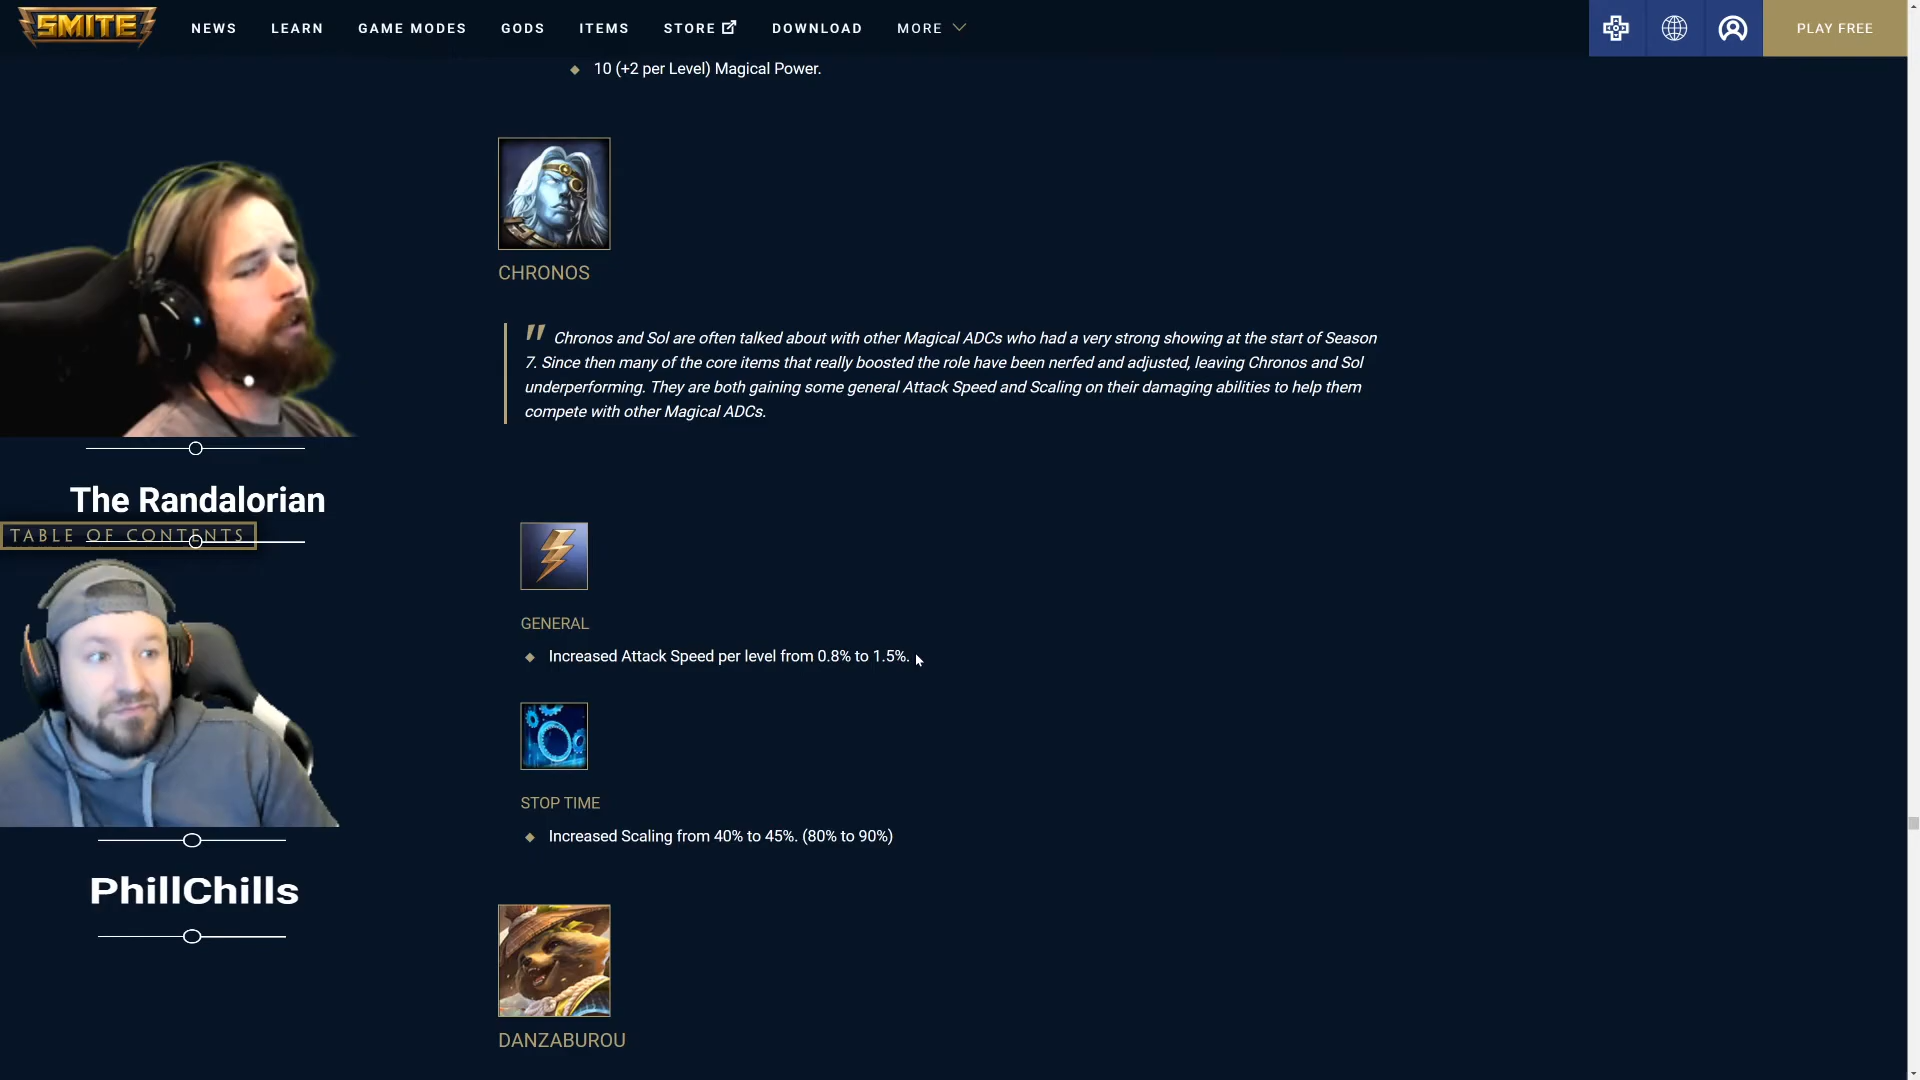 SMITE
NEWS LEARN GAME MODES GODS ITEMS STORE DOWNLOAD MORE PLAY FREE
10 (+2 per Level) Magical Power.
CHRONOS
" Chronos and Sol are often talked about with other Magical ADCs who had a very strong showing at the start of Season
7. Since then many of the core items that really boosted the role have been nerfed and adjusted, leaving Chronos and Sol
underperforming. They are both gaining some general Attack Speed and Scaling on their damaging abilities to help them
compete with other Magical ADCs.
The Randalorian
TABLE OF CONTENTS
GENERAL
Increased Attack Speed per level from 0.8% to 1.5%.
STOP TIME
Increased Scaling from 40% to 45%. (80% to 90%)
PhillChills
DANZABUROU